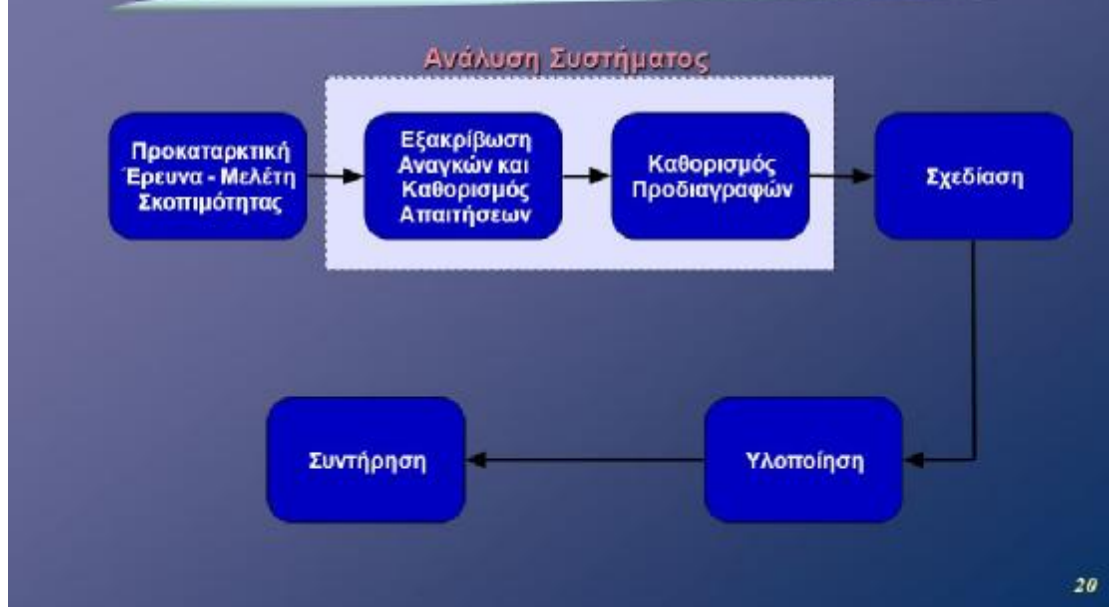 Ανάλυση Συστήματος
Προκαταρκτική
Έρευνα - Μελέτη
Σκοπιμότητας
Εξακρίβωση
Αναγκών και
Καθορισμός
Απαιτήσεων
Καθορισμός
Προδιαγραφών
Σχεδίαση
Υλοποίηση
Συντήρηση
20